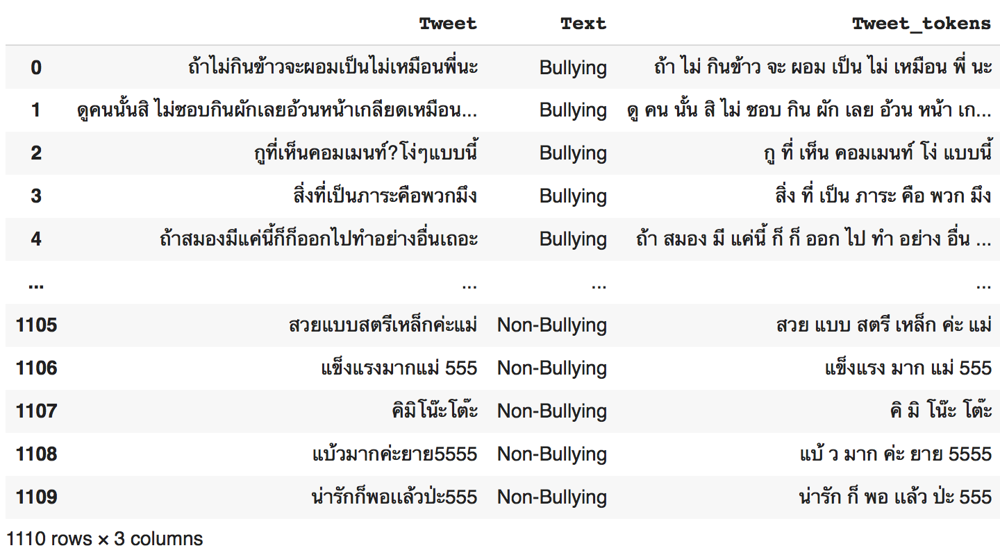 Tweet Text Tweet_tokens
0 ถ้าไม่กินข้าวจะผอมเป็นไม่เหมือนพี่นะ Bullying ถ้า ไม่ กินข้าว จะ ผอม เป็น ไม่ เหมือน พี่ นะ
1 ดูคนนั้นสิ ไม่ชอบกินผักเลยอ้วนหน้าเกลียดเหมือน... Bullying ดู คน นั้น สิ ไม่ ชอบ กิน ผัก เลย อ้วน หน้า เก...
2 กูที่เห็นคอมเมนท์?โง่ๆแบบนี้ Bullying กู ที่ เห็น คอมเมนท์ โง่ แบบนี้
3 สิ่งที่เป็นภาระคือพวกมึง Bullying สิ่ง ที่ เป็น ภาระ คือ พวก มึง
4 ถ้าสมองมีแค่นี้ก็ก็ออกไปทำอย่างอื่นเถอะ Bullying ถ้า สมอง มี แค่นี้ ก็ ก็ ออก ไป ทำ อย่าง อื่น ...
... ... ... ...
1105 สวยแบบสตรีเหล็กค่ะแม่ Non-Bullying สวย แบบ สตรี เหล็ก ค่ะ แม่
1106 แข็งแรงมากแม่ 555 Non-Bullying แข็งแรง มาก แม่ 555
1107 คิมิโน๊ะโต๊ะ Non-Bullying คิ มิ โน๊ะ โต๊ะ
1108 แบ้วมากค่ะยาย5555 Non-Bullying แบ้ ว มาก ค่ะ ยาย 5555
1109 น่ารักก็พอแล้วป่ะ555 Non-Bullying น่ารัก ก็ พอ แล้ว ป่ะ 555
1110 rows × 3 columns